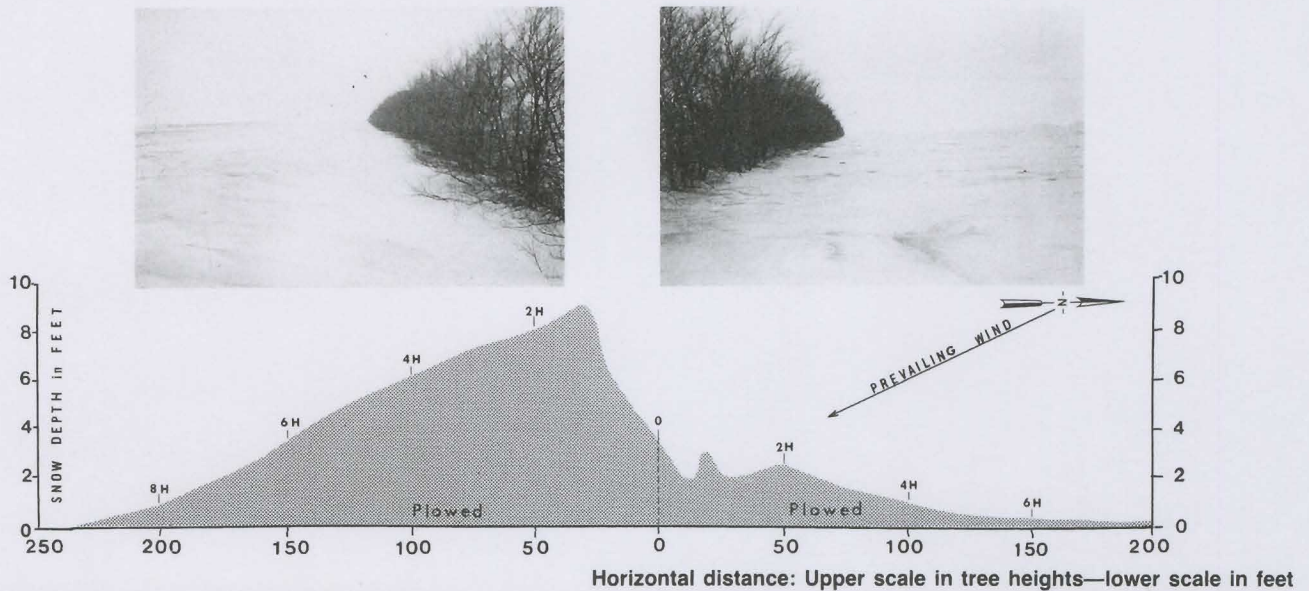 10
8
6
4
2
0
SNOW DEPTH in FEET
8H
6H
4H
2H
0
2H
4H
6H
N
PREVAILING WIND
Plowed
Plowed
10
8
6
4
2
0
250 200 150 100 50 0 50 100 150 200
Horizontal distance: Upper scale in tree heights—lower scale in feet